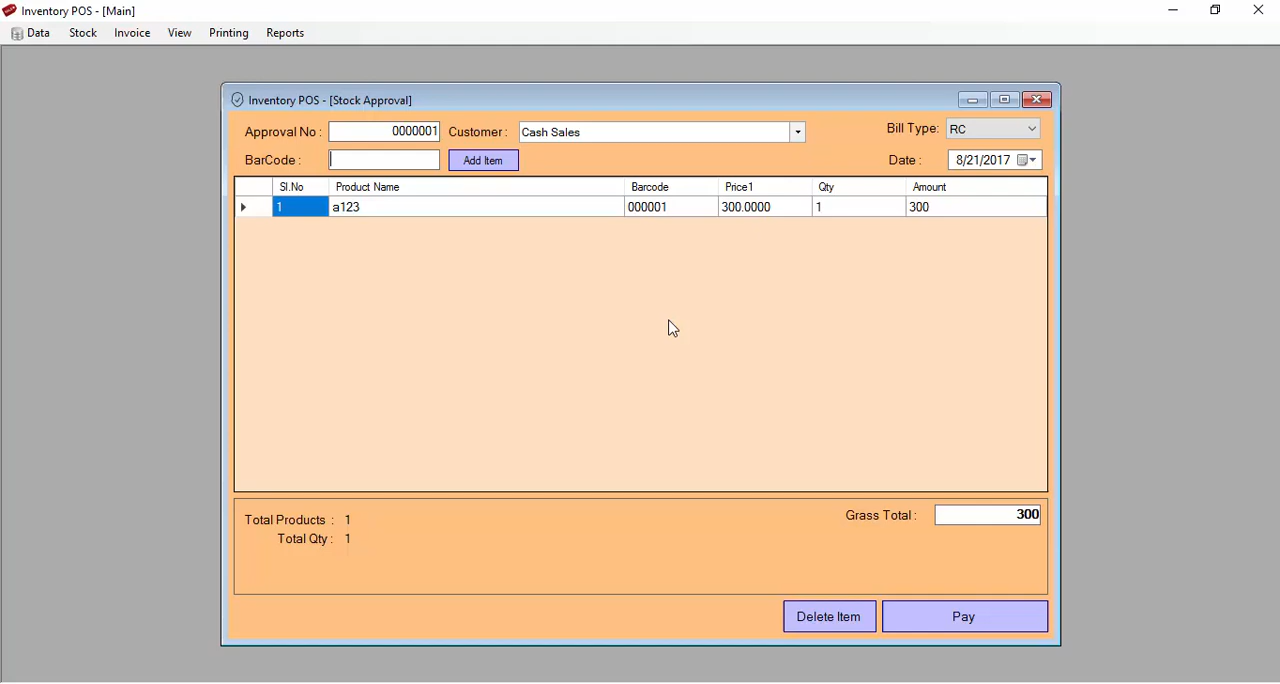 Inventory POS - [Main]
Data Stock Invoice View Printing Reports
Inventory POS - [Stock Approval]
Approval No : 0000001 Customer : Cash Sales Bill Type: RC
BarCode : Add Item Date : 8/21/2017
Sl.No Product Name Barcode Price1 Qty Amount
1 a123 000001 300.0000 1 300
Total Products : 1 Grass Total : 300
Total Qty : 1
Delete Item Pay